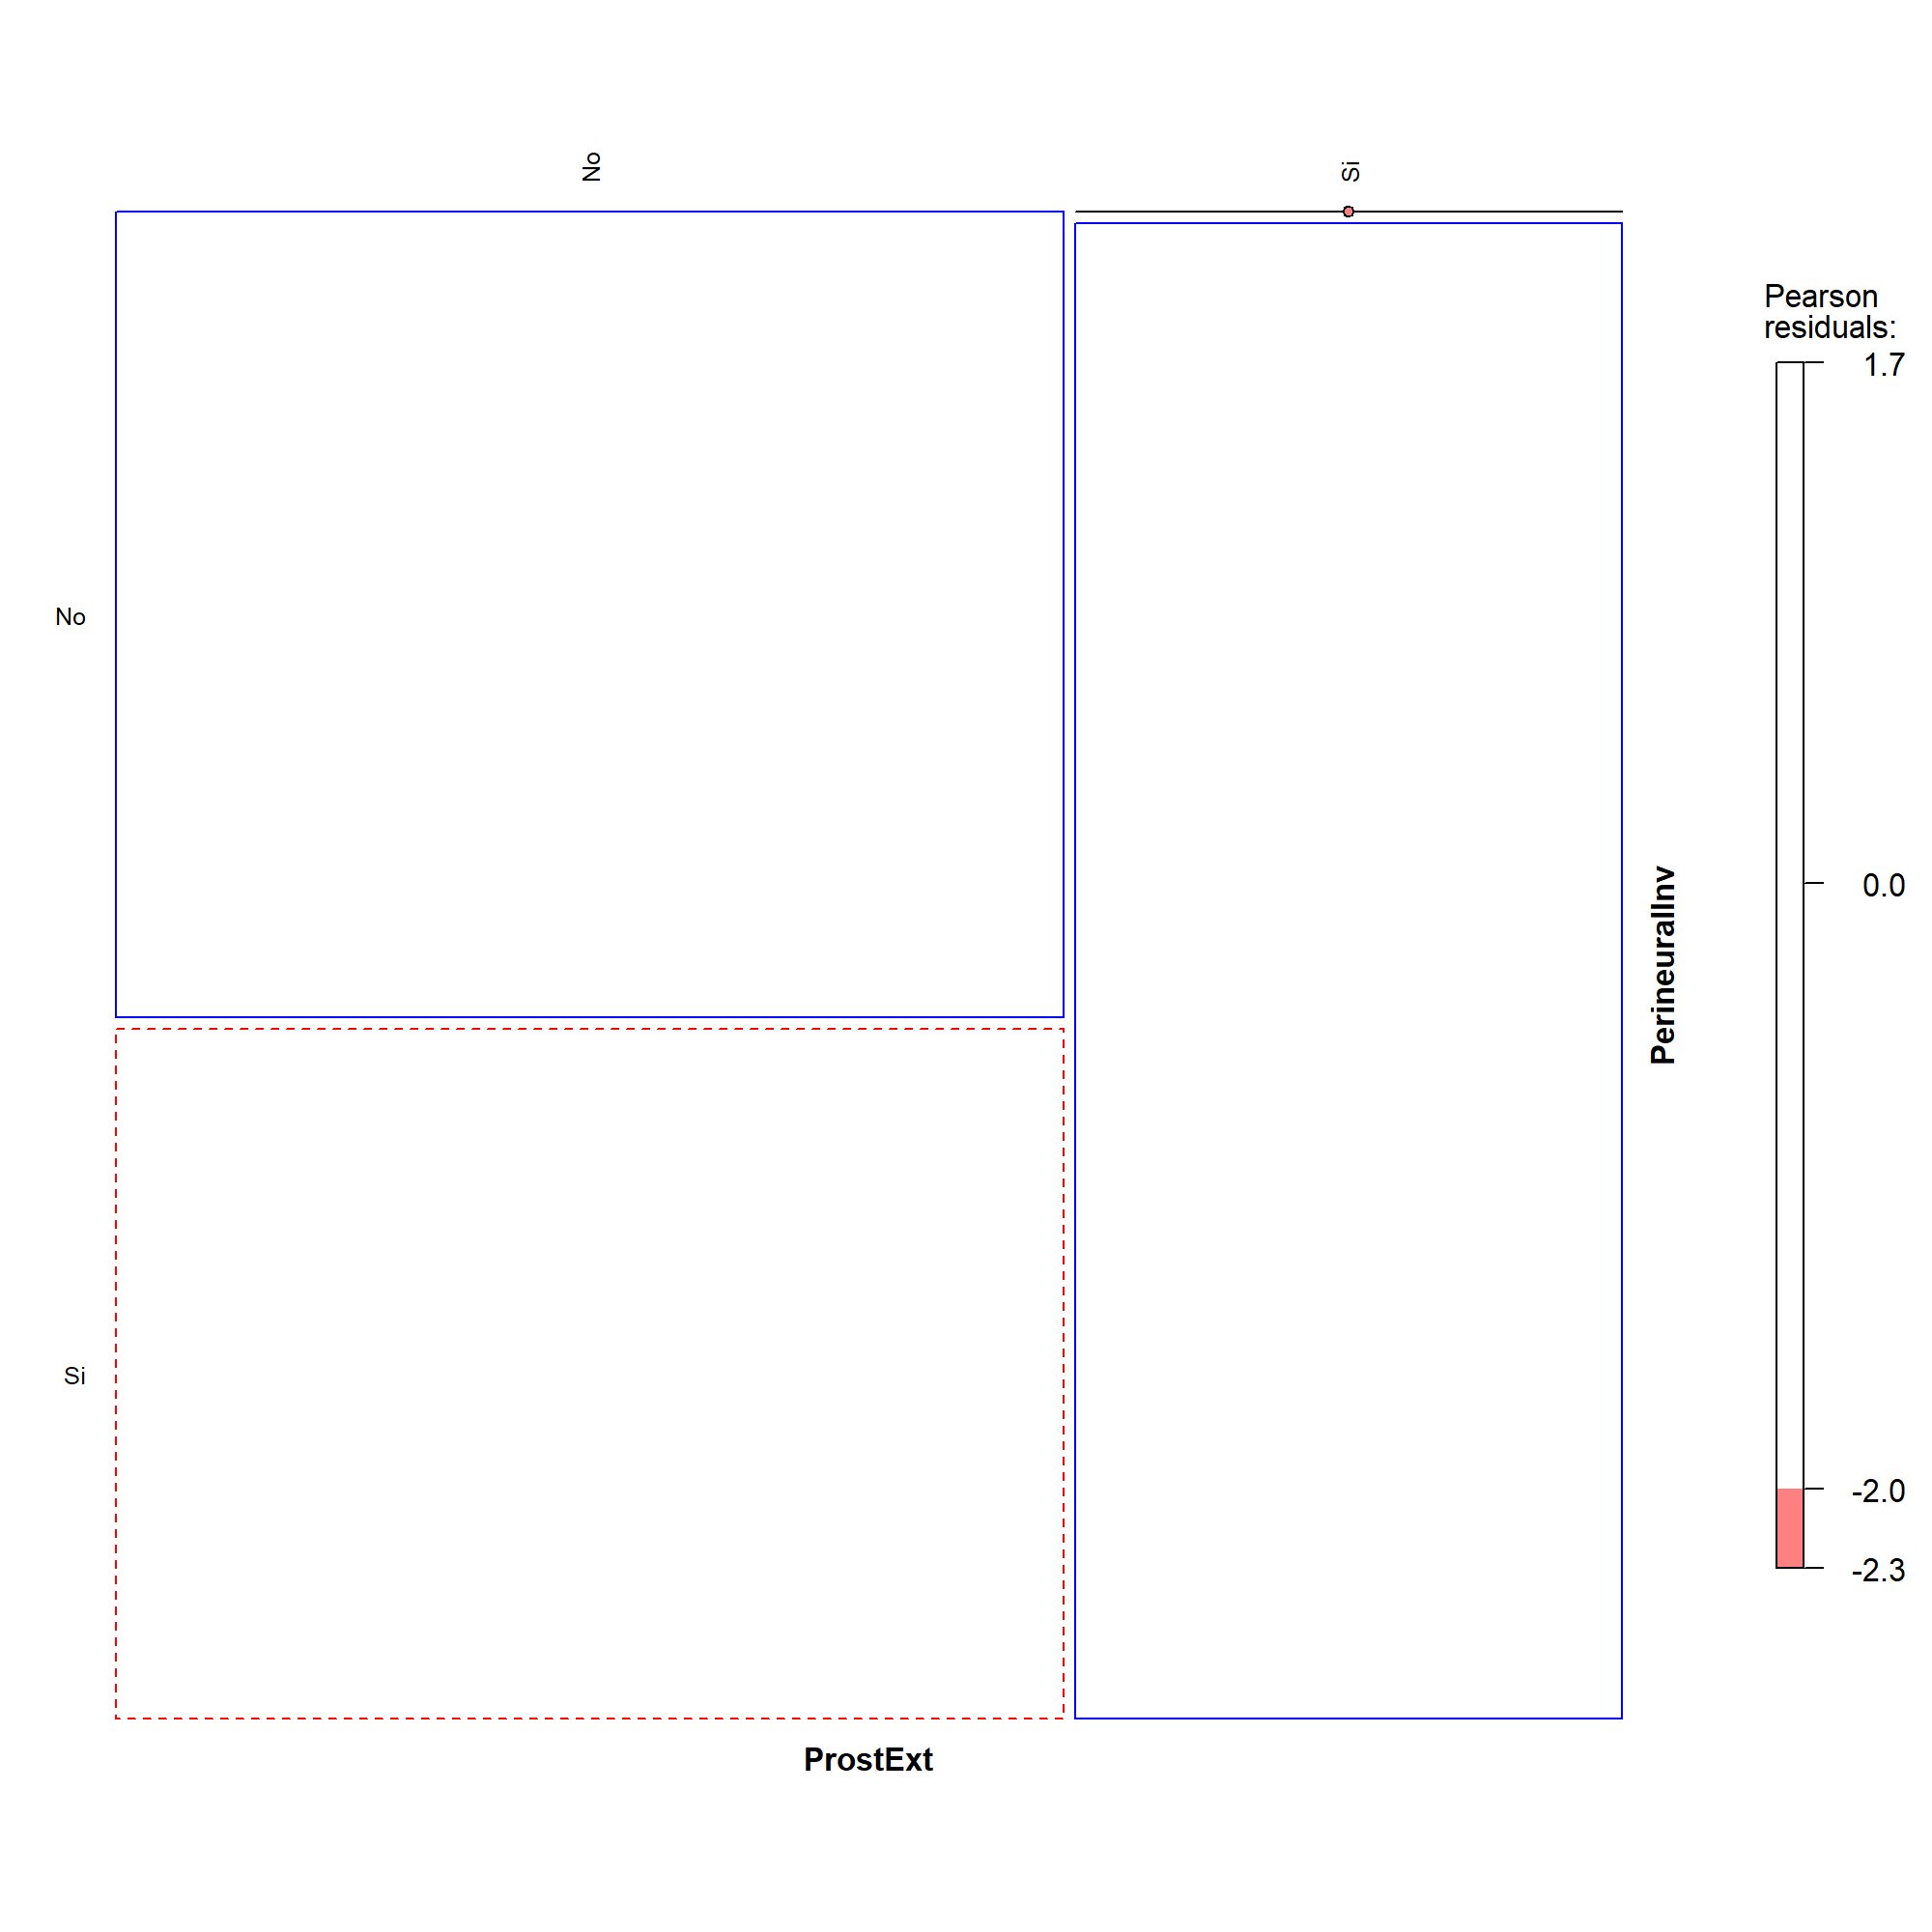 No
Si
No
Si
PerineuralInv
ProstExt
Pearson
residuals:
1.7
0.0
-2.0
-2.3